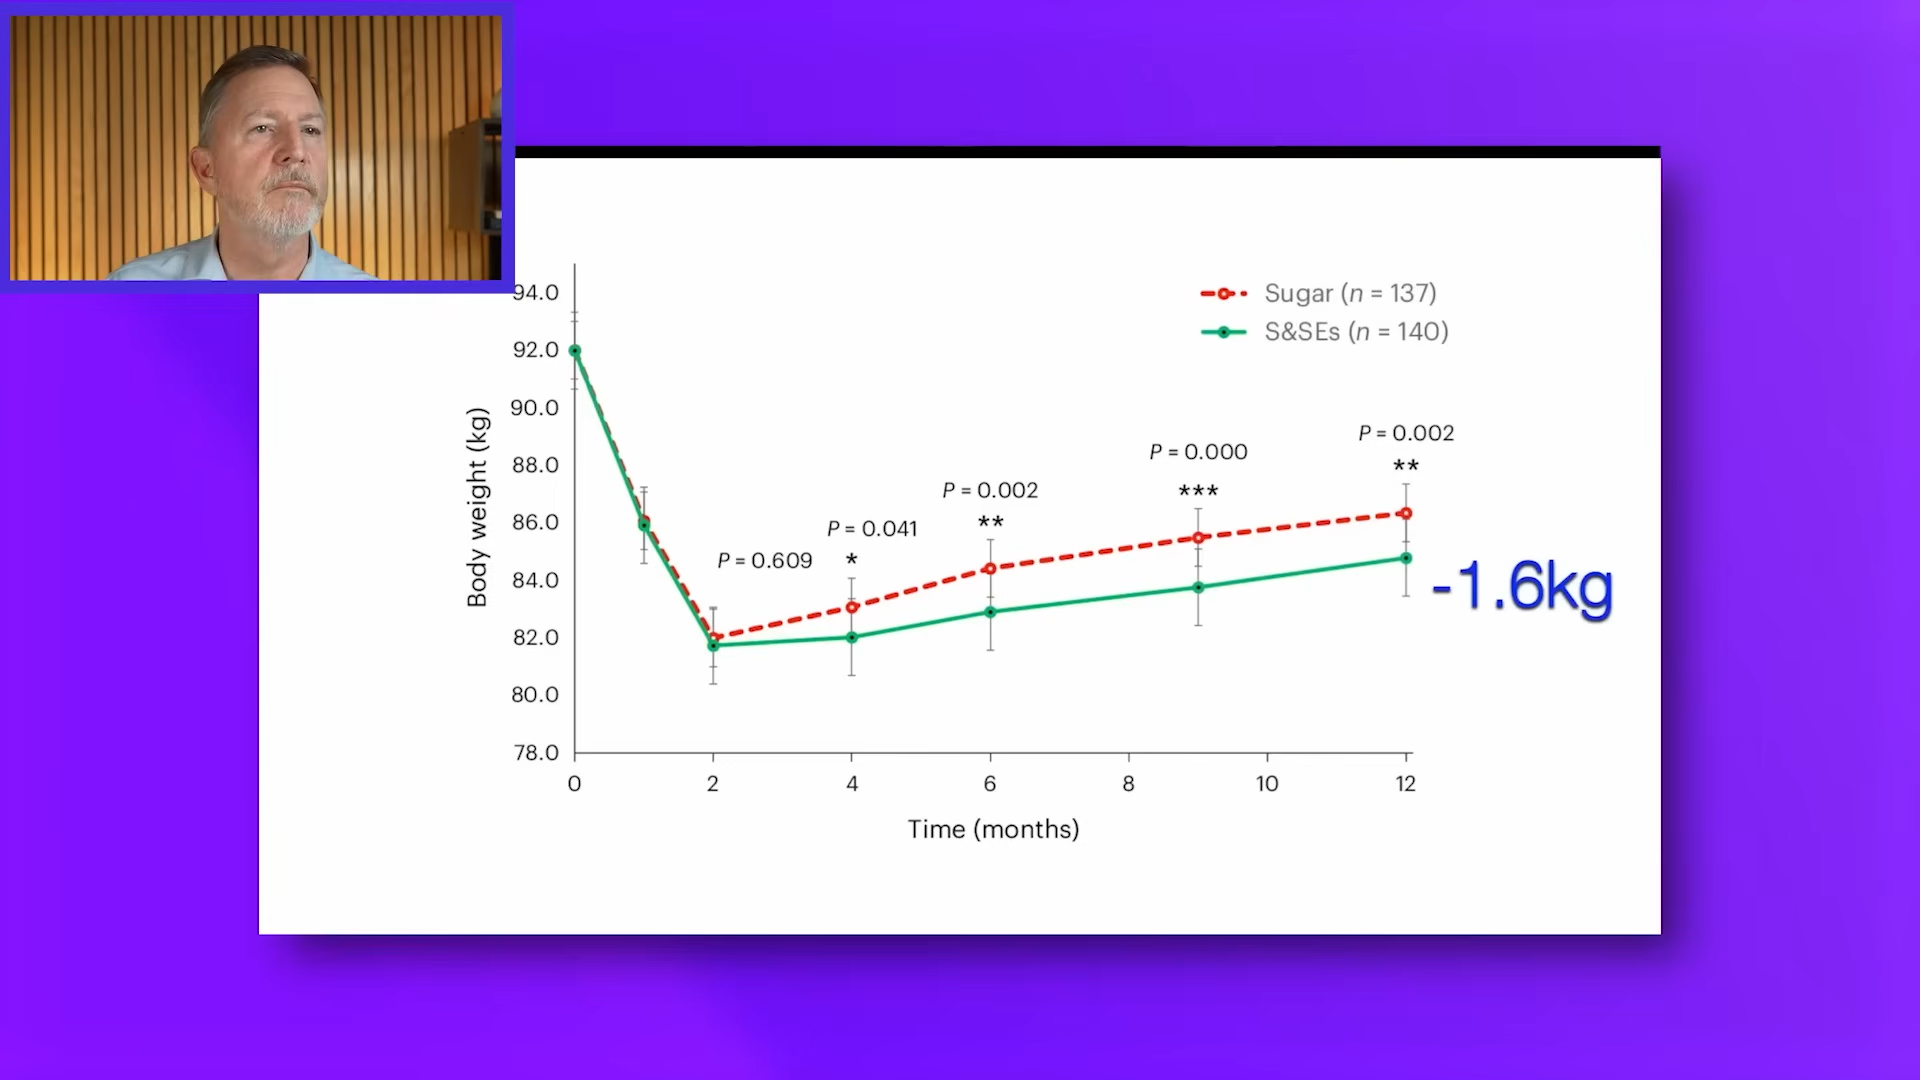 94.0
92.0
90.0
88.0
86.0
84.0
82.0
80.0
78.0
Body weight (kg)
Sugar (n = 137)
S&SEs (n = 140)
P = 0.609
P = 0.041
*
P = 0.002
**
P = 0.000
***
P = 0.002
**
-1.6kg
0 2 4 6 8 10 12
Time (months)